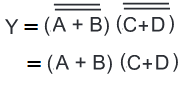 Y = (A + B) (C+D)
= (A + B) (C+D)